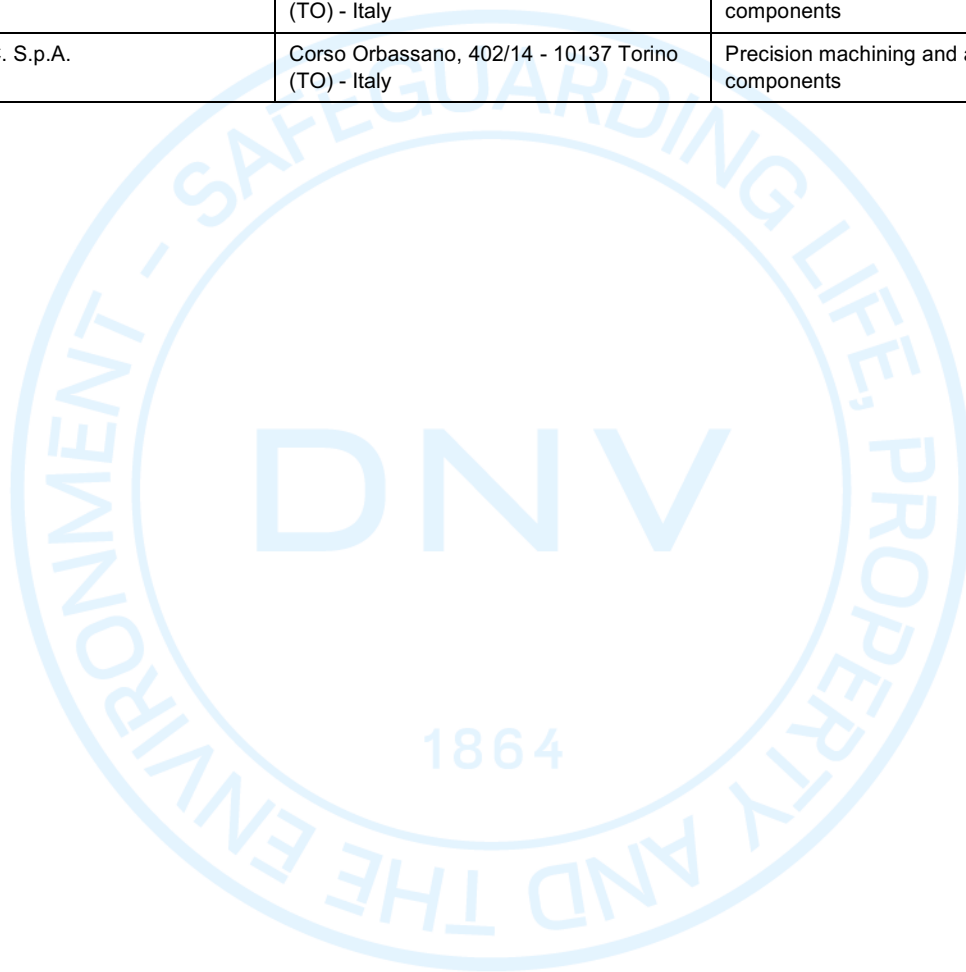 (TO) - Italy
components
. S.p.A.
Corso Orbassano, 402/14 - 10137 Torino
(TO) - Italy
Precision machining and
components
SAFEGUARDING LIFE, PROPERTY AND THE ENVIRONMENT -
DNV
1864